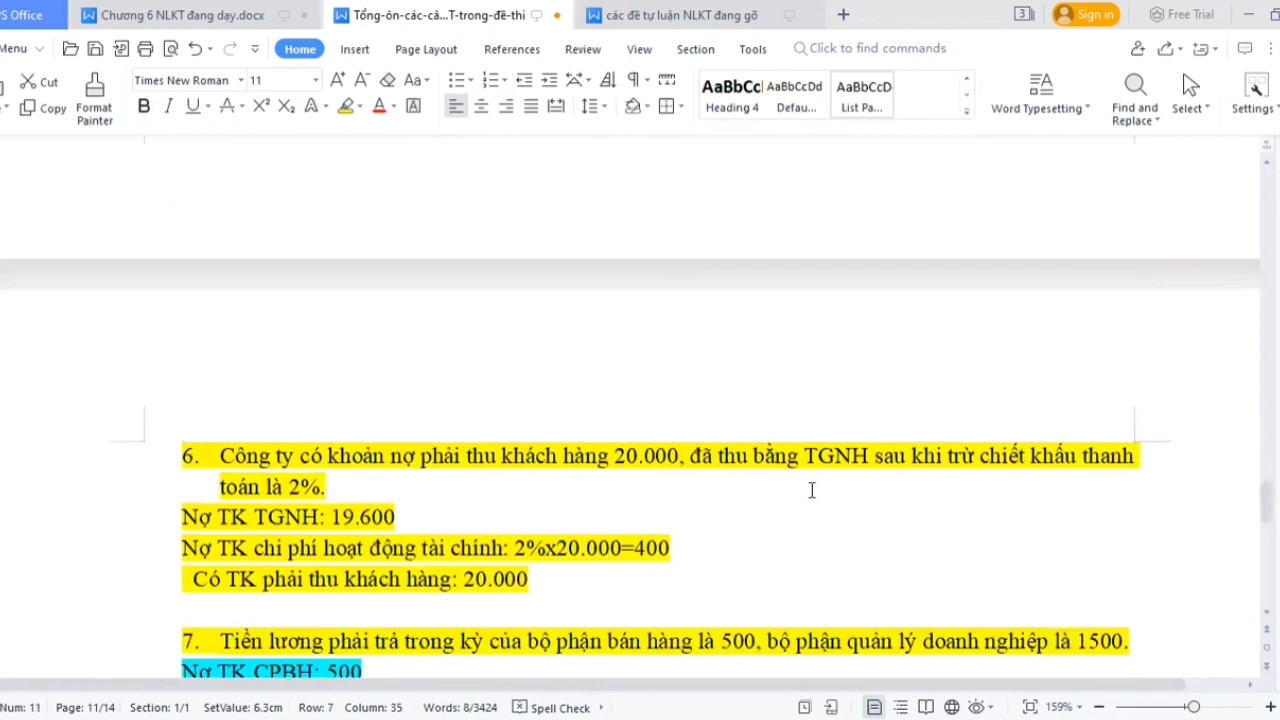 PS Office
Chương 6 NLKT đang dạy.docx
Tổng-ôn-các-câ...T-trong-đề-thi
các đề tự luận NLKT đang gõ
Sign in
Free Trial
Menu
Home
Insert
Page Layout
References
Review
View
Section
Tools
Click to find commands
Cut
Copy
Format Painter
Times New Roman
11
AaBbCc
Heading 4
AaBbCcDd
Defau...
AaBbCcD
List Pa...
Word Typesetting
Find and Replace
Select
Settings
6. Công ty có khoản nợ phải thu khách hàng 20.000, đã thu bằng TGNH sau khi trừ chiết khấu thanh
toán là 2%.
Nợ TK TGNH: 19.600
Nợ TK chi phí hoạt động tài chính: 2%x20.000=400
Có TK phải thu khách hàng: 20.000
7. Tiền lương phải trả trong kỳ của bộ phận bán hàng là 500, bộ phận quản lý doanh nghiệp là 1500.
Nợ TK CPBH: 500
Num: 11
Page: 11/14
Section: 1/1
SetValue: 6.3cm
Row: 7
Column: 35
Words: 8/3424
Spell Check
159%